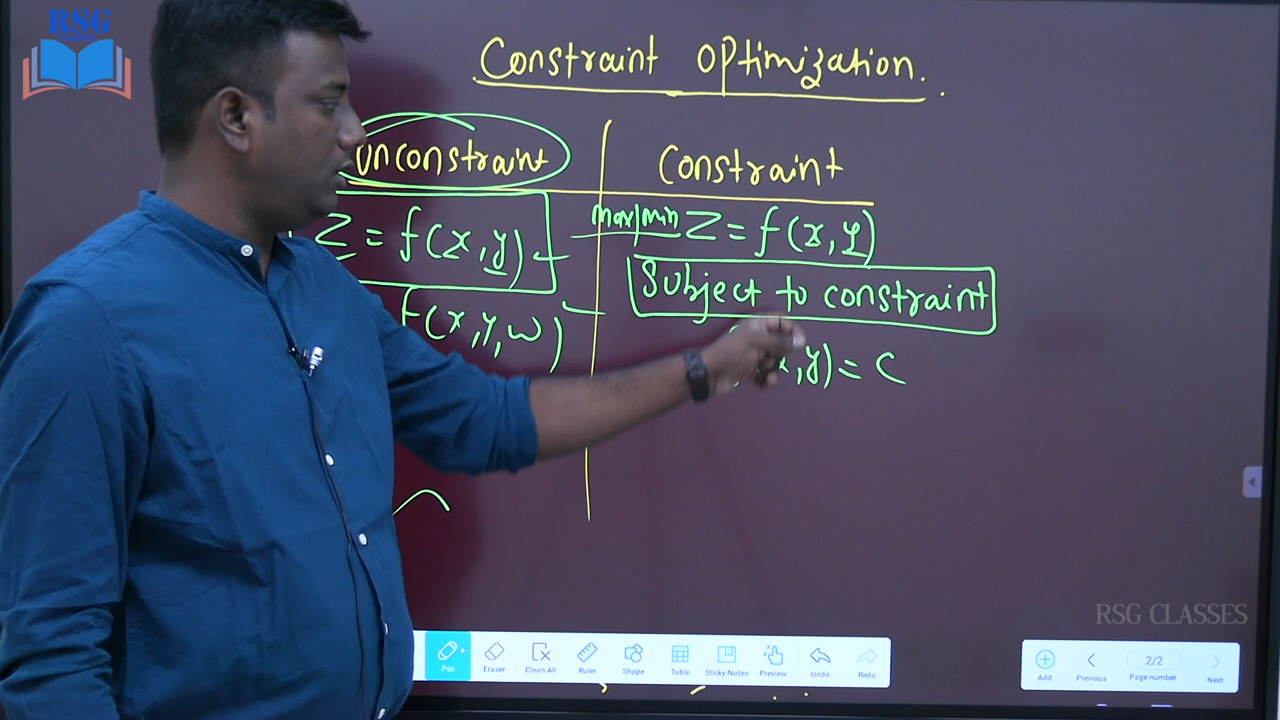 RSG
Constraint Optimization.
Unconstraint
Constraint
Z = f(x,y)
max/min Z = f(x,y)
Subject to constraint
f(x,y,w)
x,y) = c
RSG CLASSES
Pen
Eraser
Clean All
Ruler
Shape
Table
Sticky-Notes
Preview
Undo
Redo
Add
Previous
2/2
Page number
Next